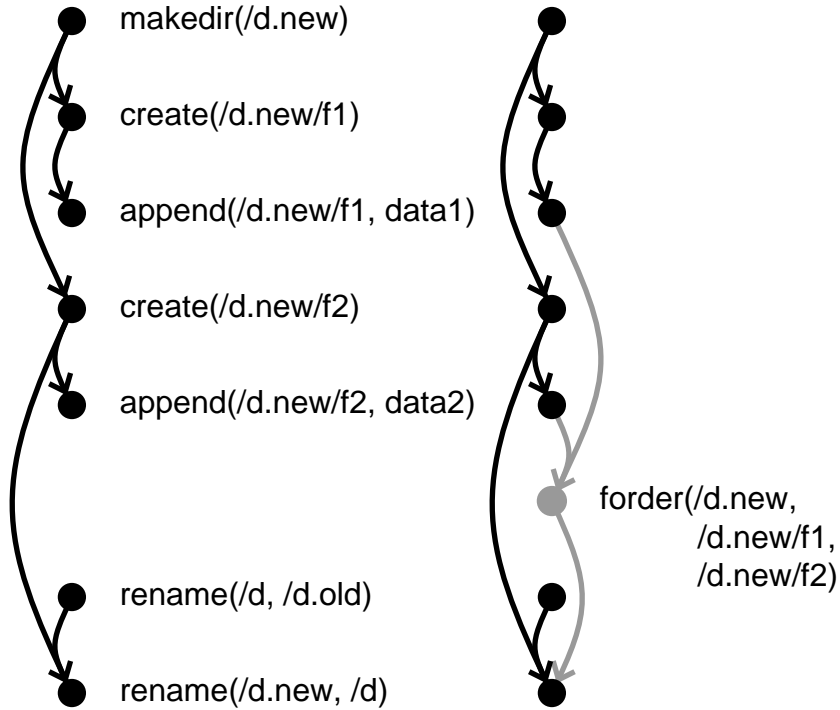 makedir(/d.new)
create(/d.new/f1)
append(/d.new/f1, data1)
create(/d.new/f2)
append(/d.new/f2, data2)
forder(/d.new,
/d.new/f1,
/d.new/f2)
rename(/d, /d.old)
rename(/d.new, /d)